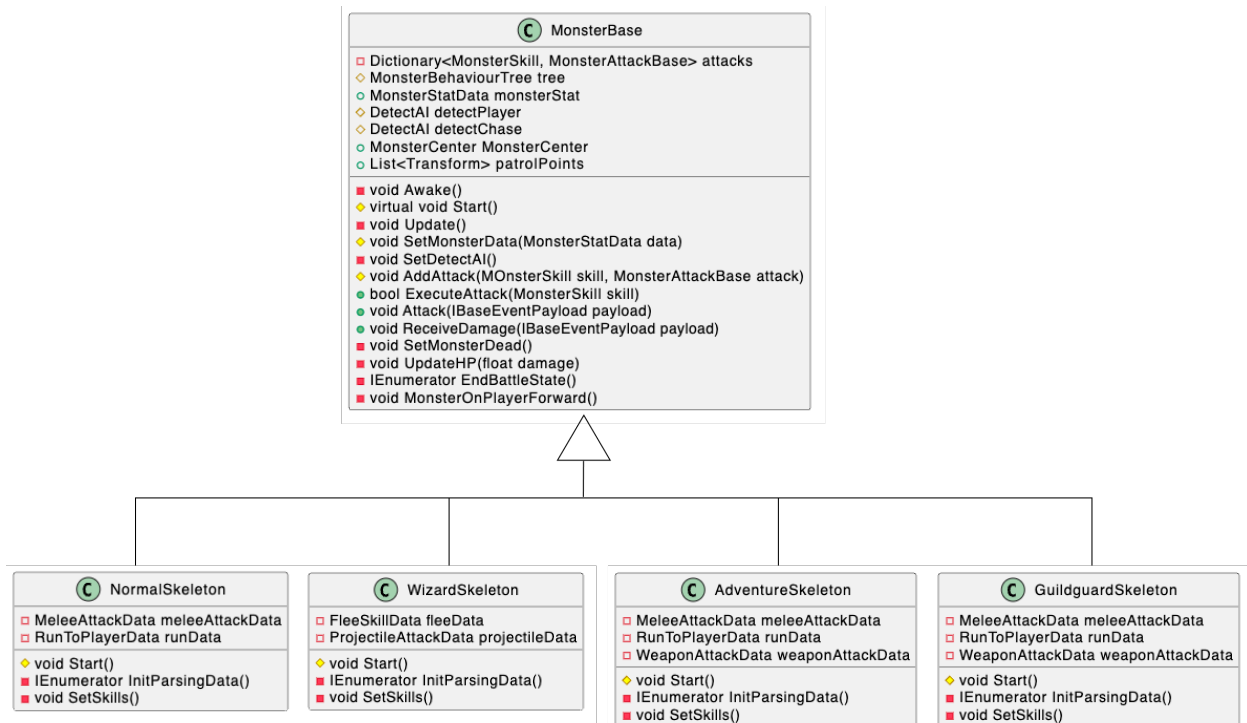 C MonsterBase
Dictionary<MonsterSkill, MonsterAttackBase> attacks
MonsterBehaviourTree tree
MonsterStatData monsterStat
DetectAI detectPlayer
DetectAI detectChase
MonsterCenter MonsterCenter
List<Transform> patrolPoints
void Awake()
virtual void Start()
void Update()
void SetMonsterData(MonsterStatData data)
void SetDetectAI()
void AddAttack(MOnsterSkill skill, MonsterAttackBase attack)
bool ExecuteAttack(MonsterSkill skill)
void Attack(IBaseEventPayload payload)
void ReceiveDamage(IBaseEventPayload payload)
void SetMonsterDead()
void UpdateHP(float damage)
IEnumerator EndBattleState()
void MonsterOnPlayerForward()
C NormalSkeleton
MeleeAttackData meleeAttackData
RunToPlayerData runData
void Start()
IEnumerator InitParsingData()
void SetSkills()
C WizardSkeleton
FleeSkillData fleeData
ProjectileAttackData projectileData
void Start()
IEnumerator InitParsingData()
void SetSkills()
C AdventureSkeleton
MeleeAttackData meleeAttackData
RunToPlayerData runData
WeaponAttackData weaponAttackData
void Start()
IEnumerator InitParsingData()
void SetSkills()
C GuildguardSkeleton
MeleeAttackData meleeAttackData
RunToPlayerData runData
WeaponAttackData weaponAttackData
void Start()
IEnumerator InitParsingData()
void SetSkills()